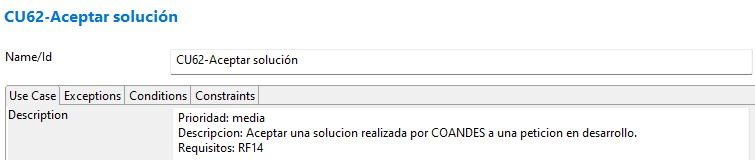 CU62-Aceptar solución
Name/Id CU62-Aceptar solución
Use Case Exceptions Conditions Constraints
Description Prioridad: media
Descripcion: Aceptar una solucion realizada por COANDES a una peticion en desarrollo.
Requisitos: RF14